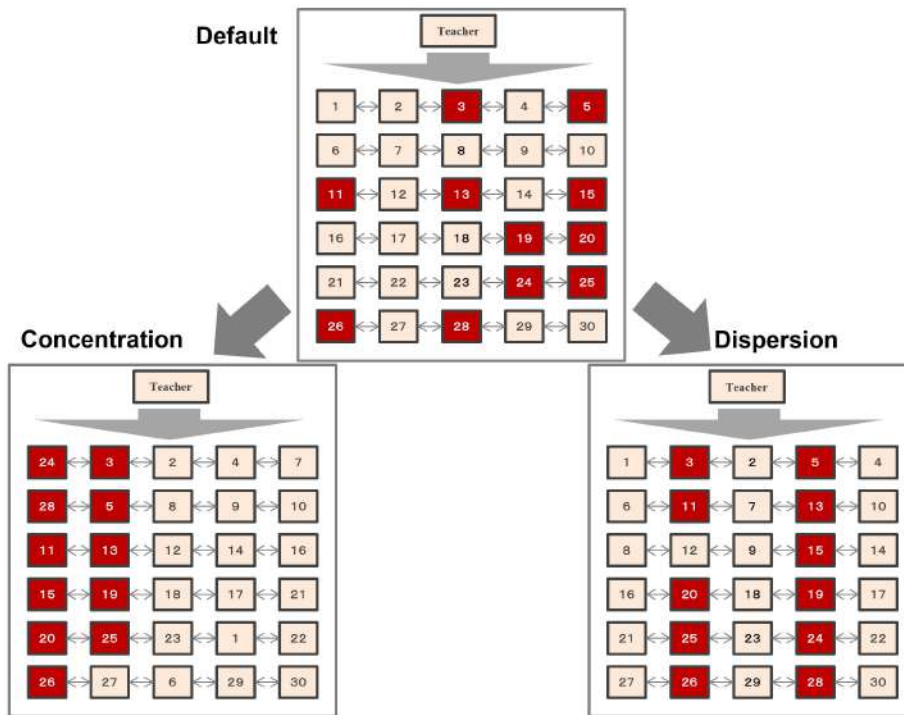 Default
Teacher
1 2 3 4 5
6 7 8 9 10
11 12 13 14 15
16 17 18 19 20
21 22 23 24 25
26 27 28 29 30
Concentration
Teacher
24 3 2 4 7
28 5 8 9 10
11 13 12 14 16
15 19 18 17 21
20 25 23 1 22
26 27 6 29 30
Dispersion
Teacher
1 3 2 5 4
6 11 7 13 10
8 12 9 15 14
16 20 18 19 17
21 25 23 24 22
27 26 29 28 30